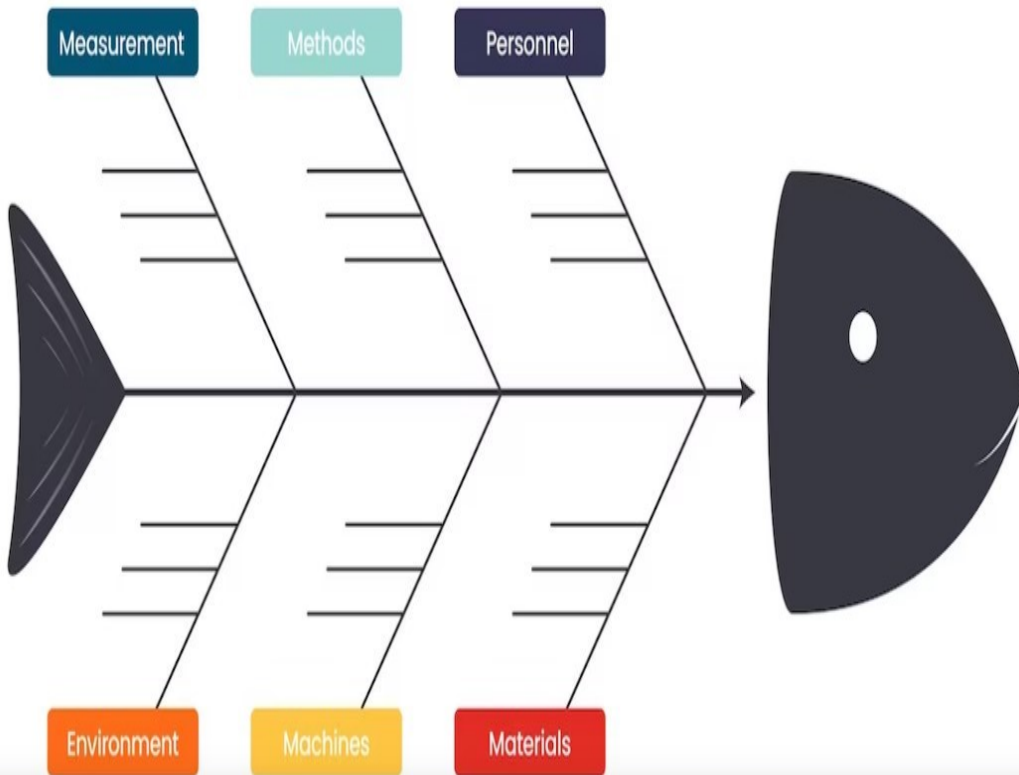 Measurement
Methods
Personnel
Environment
Machines
Materials